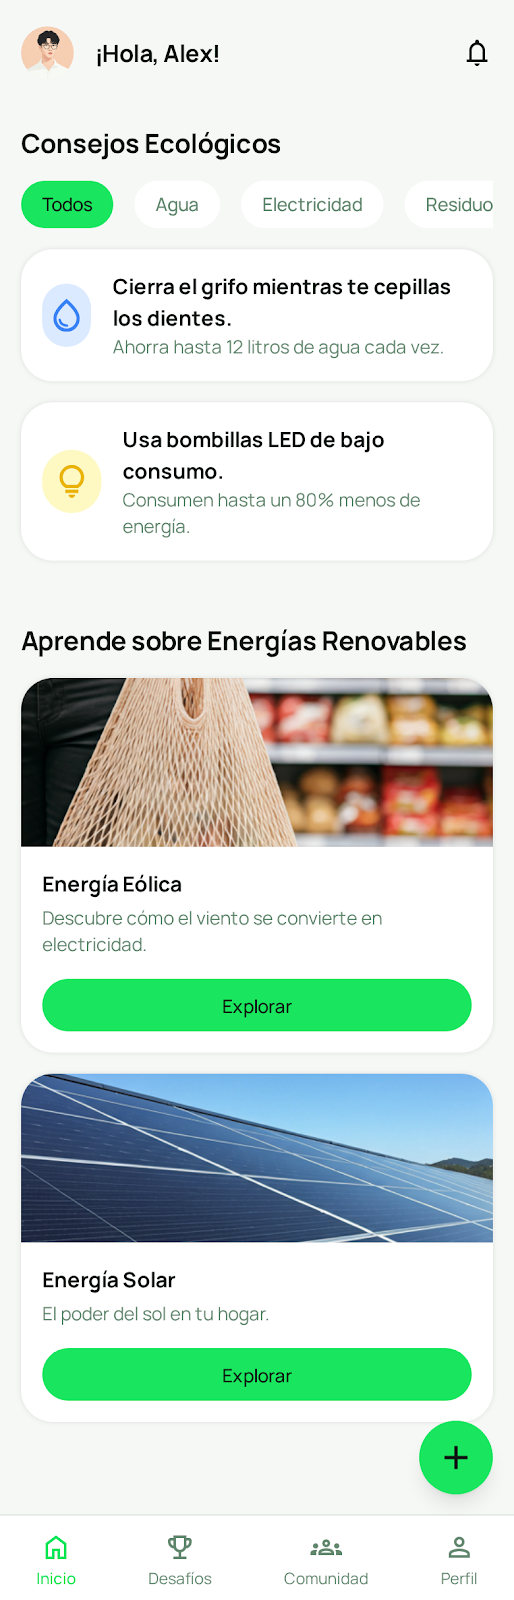 ¡Hola, Alex!
Consejos Ecológicos
Todos
Agua
Electricidad
Residuo
Cierra el grifo mientras te cepillas
los dientes.
Ahorra hasta 12 litros de agua cada vez.
Usa bombillas LED de bajo
consumo.
Consumen hasta un 80% menos de
energía.
Aprende sobre Energías Renovables
Energía Eólica
Descubre cómo el viento se convierte en
electricidad.
Explorar
Energía Solar
El poder del sol en tu hogar.
Explorar
Inicio
Desafíos
Comunidad
Perfil